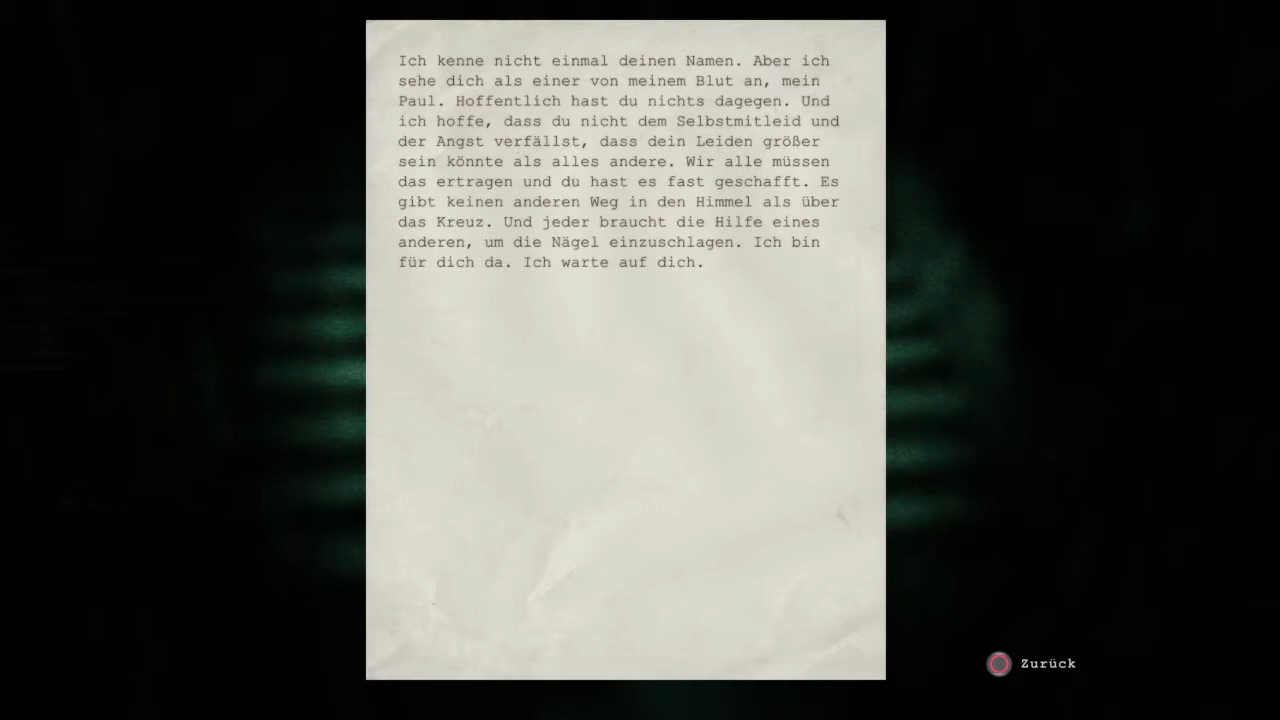 Ich kenne nicht einmal deinen Namen. Aber ich
sehe dich als einer von meinem Blut an, mein
Paul. Hoffentlich hast du nichts dagegen. Und
ich hoffe, dass du nicht dem Selbstmitleid und
der Angst verfällst, dass dein Leiden größer
sein könnte als alles andere. Wir alle müssen
das ertragen und du hast es fast geschafft. Es
gibt keinen anderen Weg in den Himmel als über
das Kreuz. Und jeder braucht die Hilfe eines
anderen, um die Nägel einzuschlagen. Ich bin
für dich da. Ich warte auf dich.
Zurück